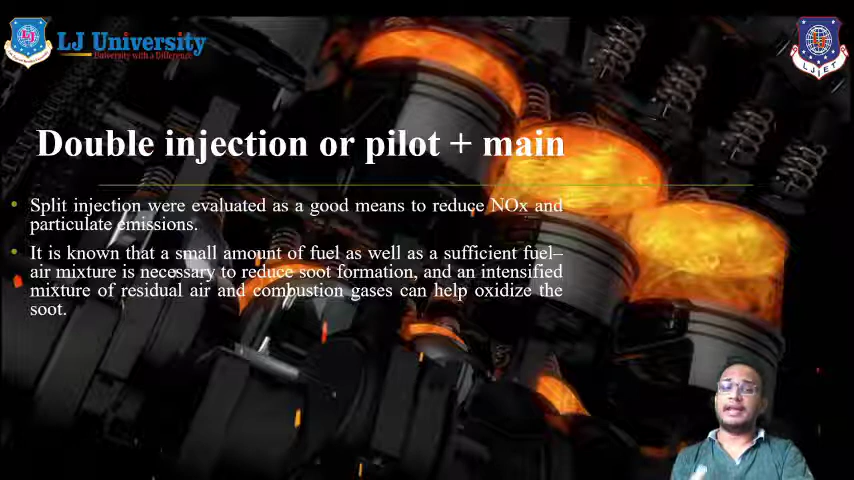 LJ University
University with a Difference
LJIET
Double injection or pilot + main
• Split injection were evaluated as a good means to reduce NOx and
particulate emissions.
• It is known that a small amount of fuel as well as a sufficient fuel–
air mixture is necessary to reduce soot formation, and an intensified
mixture of residual air and combustion gases can help oxidize the
soot.